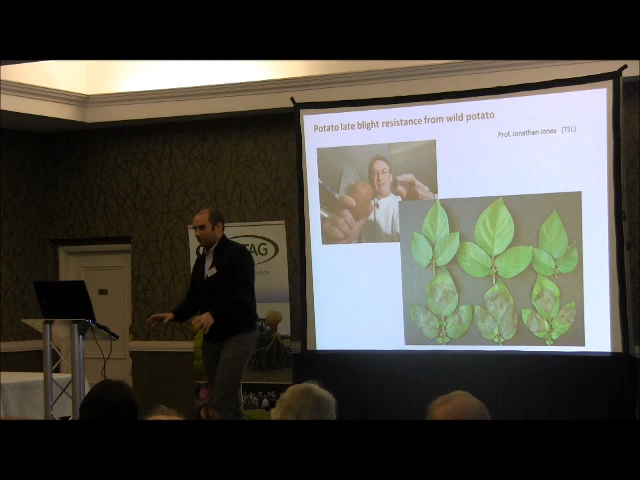 Potato late blight resistance from wild potato
Prof. Jonathan Jones (TSL)
TAG